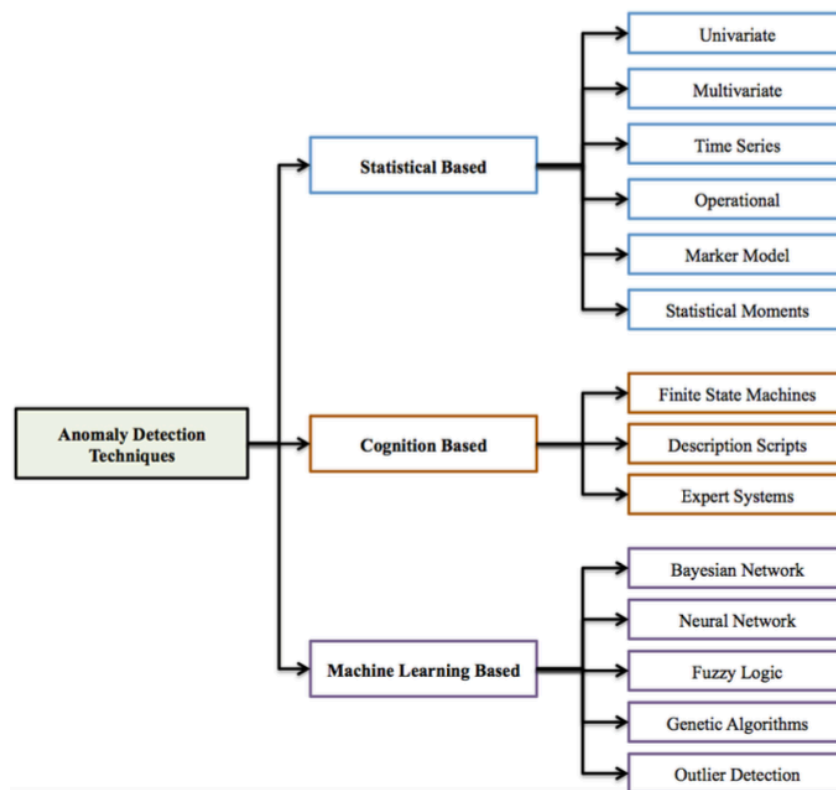 Univariate
Multivariate
Time Series
Statistical Based
Operational
Marker Model
Statistical Moments
Anomaly Detection
Techniques
Finite State Machines
Cognition Based
Description Scripts
Expert Systems
Bayesian Network
Neural Network
Machine Learning Based
Fuzzy Logic
Genetic Algorithms
Outlier Detection